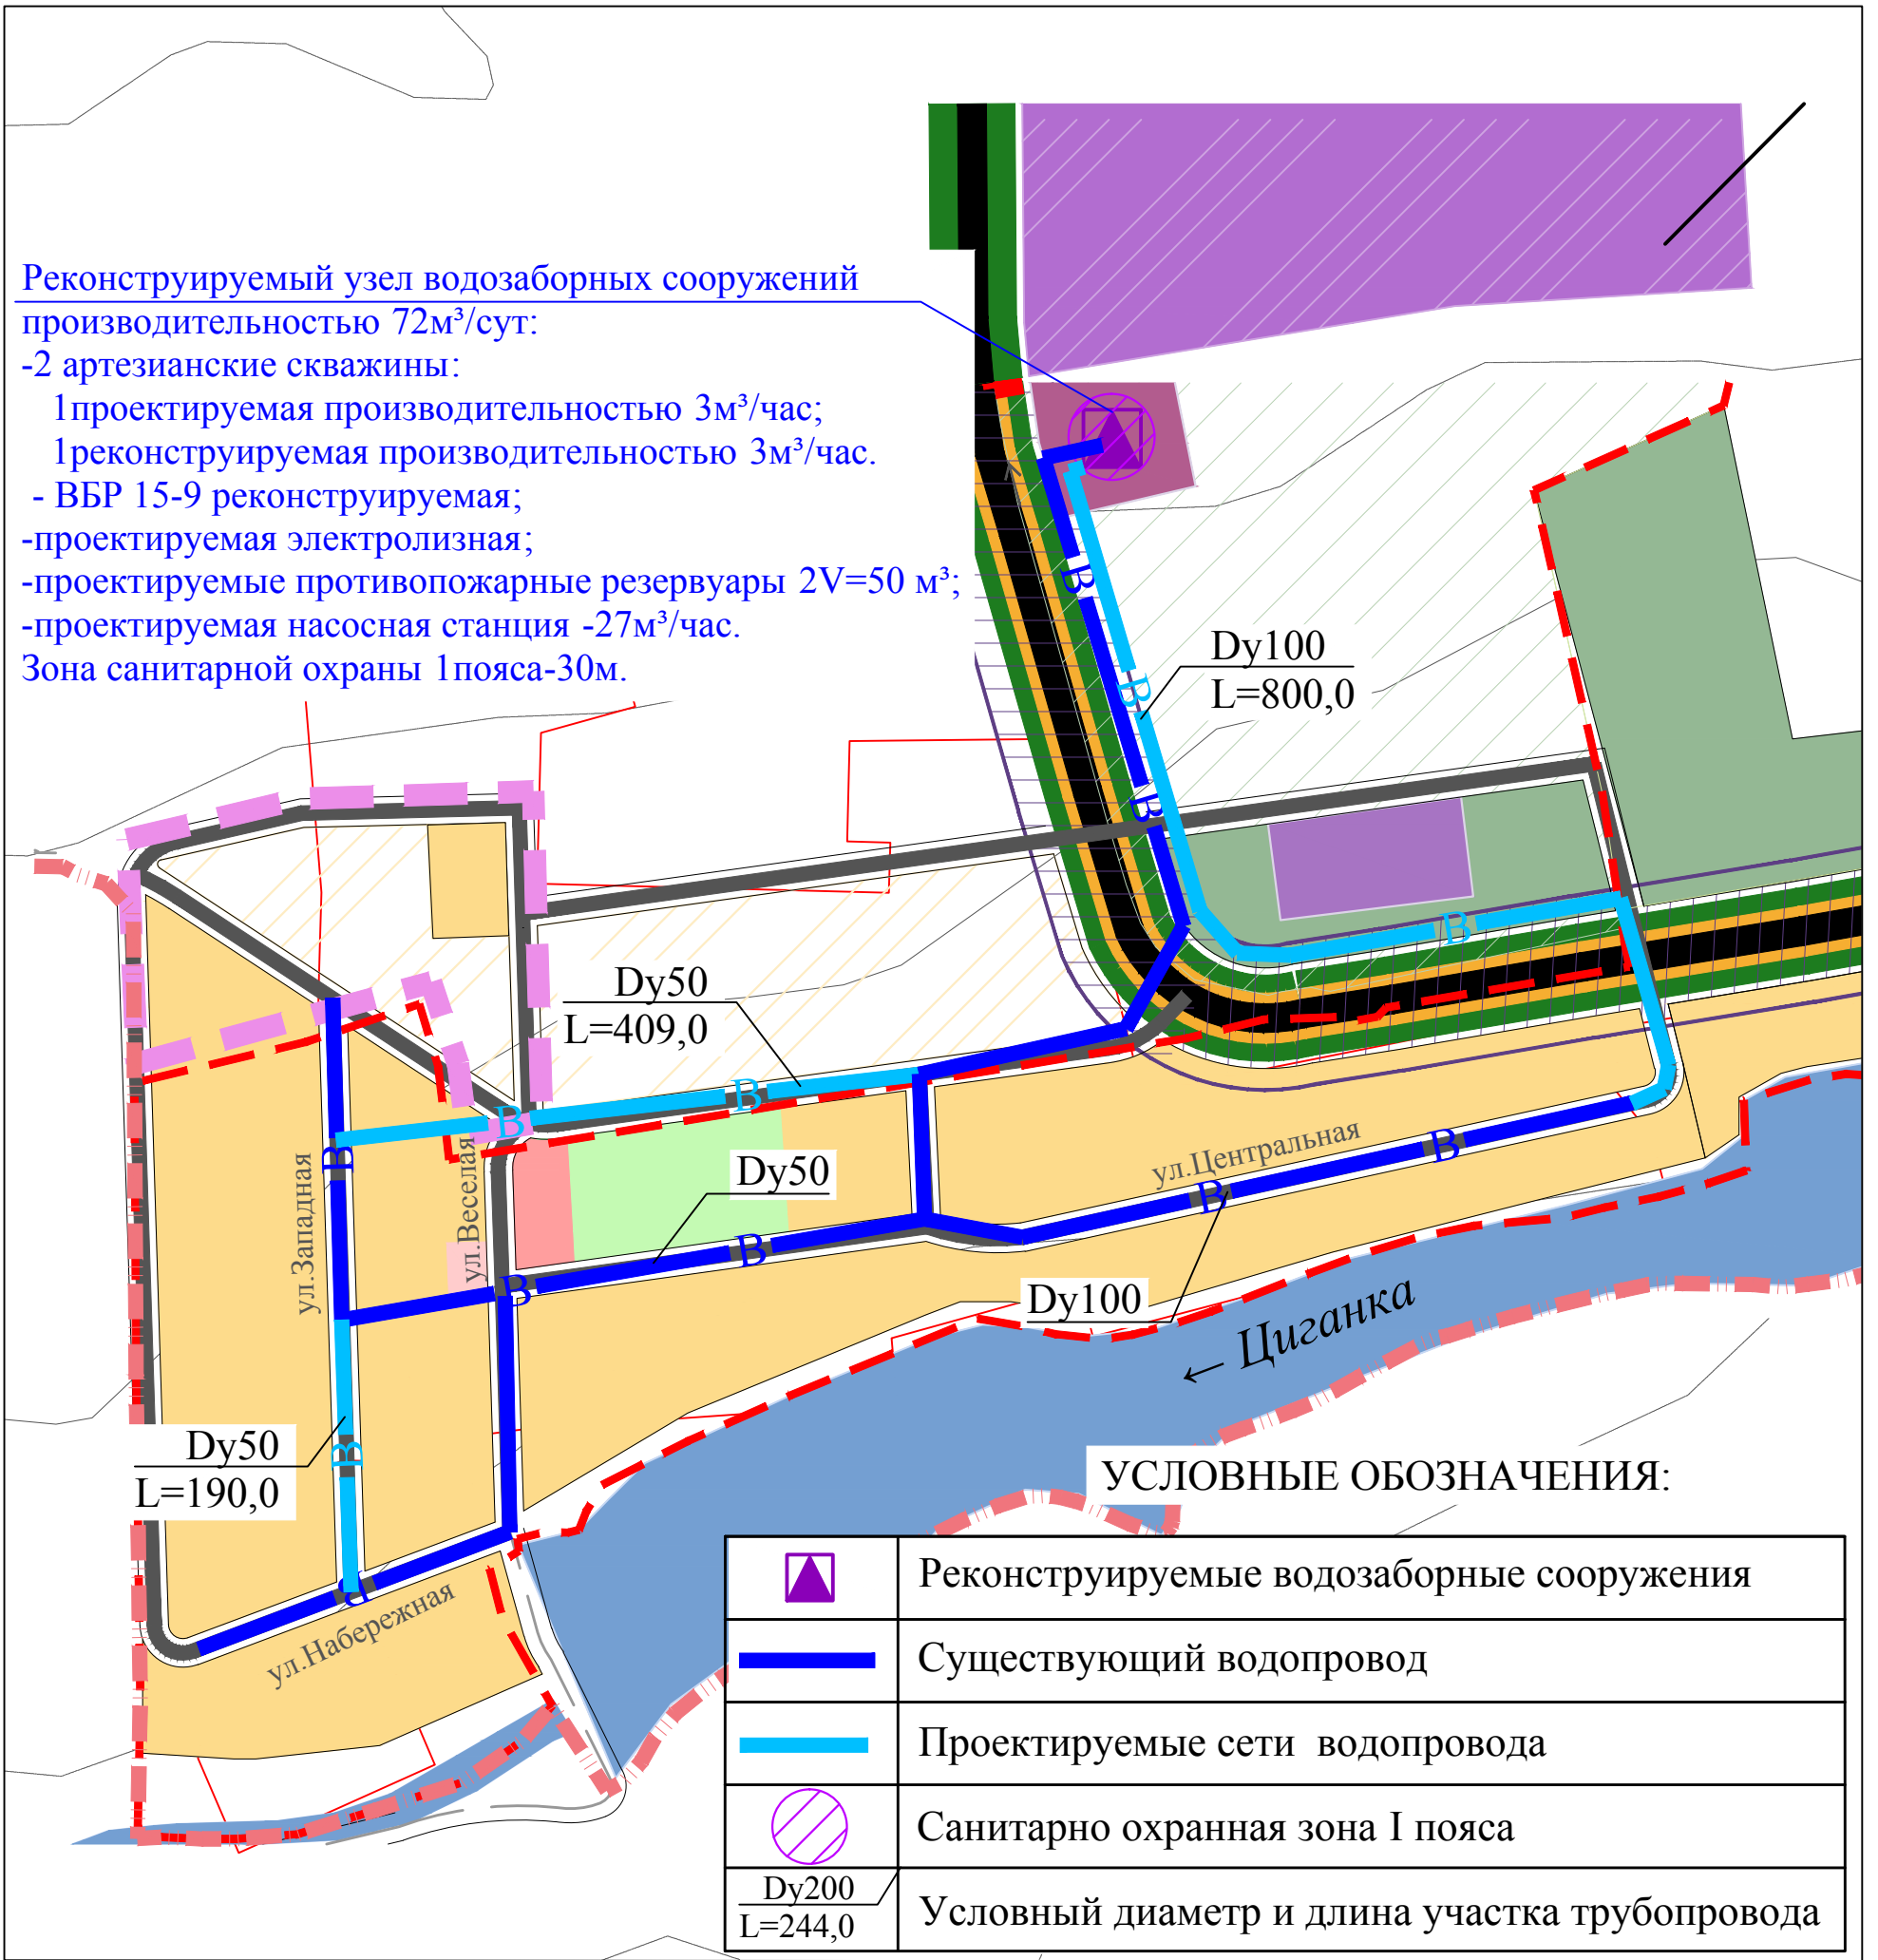 Реконструируемый узел водозаборных сооружений
производительностью 72м³/сут:
-2 артезианские скважины:
1проектируемая производительностью 3м³/час;
1реконструируемая производительностью 3м³/час.
- ВБР 15-9 реконструируемая;
-проектируемая электролизная;
-проектируемые противопожарные резервуары 2V=50 м³;
-проектируемая насосная станция -27м³/час.
Зона санитарной охраны 1пояса-30м.
В
Dy100
L=800,0
В
В
В
Dy50
L=409,0
В
В
В
ул.Западная
ул.Веселая
Dy50
ул.Центральная
В
В
В
В
Dy100
← Циганка
Dy50
L=190,0
В
В
ул.Набережная
УСЛОВНЫЕ ОБОЗНАЧЕНИЯ:
Реконструируемые водозаборные сооружения
Существующий водопровод
Проектируемые сети водопровода
Санитарно охранная зона I пояса
Dy200
L=244,0
Условный диаметр и длина участка трубопровода